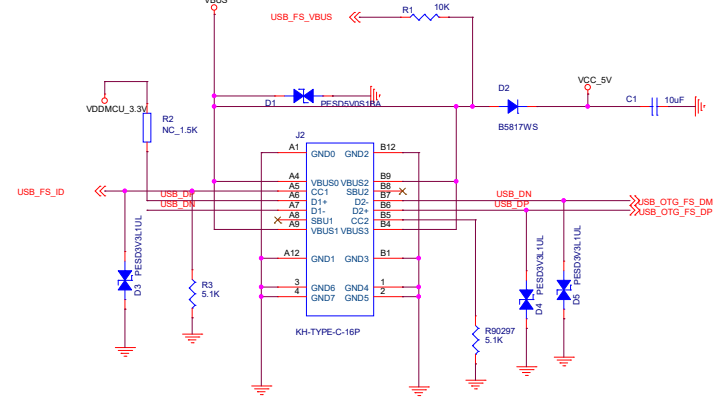 VBUS
USB_FS_VBUS
R1
10K
D2
VCC_5V
D1
PESD5V0S1BA
C1
10uF
VDDMCU_3.3V
R2
NC_1.5K
B5817WS
J2
A1
GND0
GND2
B12
A4
VBUS0
VBUS2
B9
USB_FS_ID
A5
CC1
SBU2
B8
USB_DP
A6
D1+
D2-
B7
USB_DN
USB_OTG_FS_DM
USB_DN
A7
D1-
D2+
B6
USB_DP
USB_OTG_FS_DP
A8
SBU1
CC2
B5
A9
VBUS1
VBUS3
B4
A12
GND1
GND3
B1
D3
PESD3V3L1UL
R3
5.1K
3
GND6
GND4
1
4
GND7
GND5
2
D4
PESD3V3L1UL
D5
PESD3V3L1UL
KH-TYPE-C-16P
R90297
5.1K